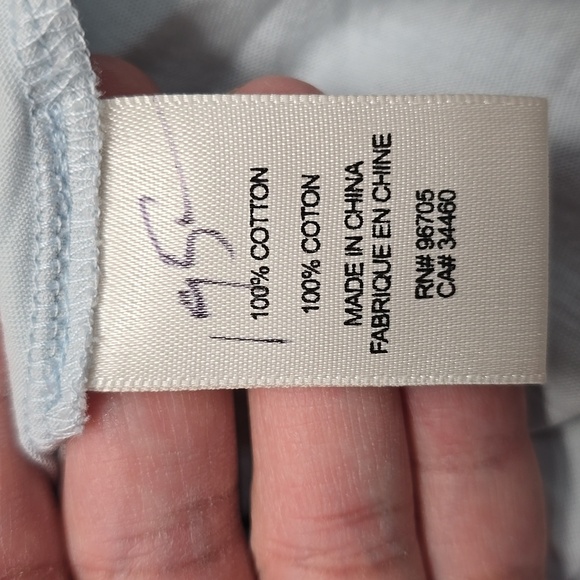 100% COTTON
100% COTON
MADE IN CHINA
FABRIQUE EN CHINE
RN# 96705
CA# 34460